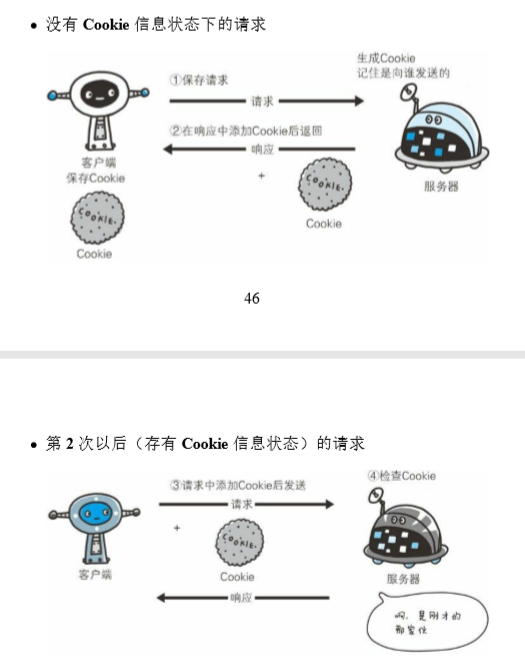 • 没有 Cookie 信息状态下的请求
生成Cookie
记住是向谁发送的
①保存请求
请求
②在响应中添加Cookie后返回
响应
客户端
保存Cookie
+
COOKIE.
服务器
COOKIE.
Cookie
Cookie
46
• 第 2 次以后（存有 Cookie 信息状态）的请求
④检查Cookie
③请求中添加Cookie后发送
请求
+
COOKIE.
客户端
Cookie
服务器
响应
啊，是刚才的
那家伙